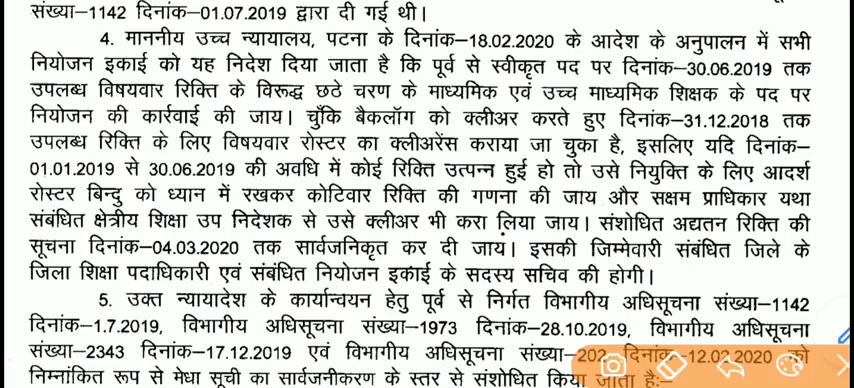 संख्या–1142 दिनांक–01.07.2019 द्वारा दी गई थी।
4. माननीय उच्च न्यायालय, पटना के दिनांक–18.02.2020 के आदेश के अनुपालन में सभी
नियोजन इकाई को यह निदेश दिया जाता है कि पूर्व से स्वीकृत पद पर दिनांक–30.06.2019 तक
उपलब्ध विषयवार रिक्ति के विरूद्ध छठे चरण के माध्यमिक एवं उच्च माध्यमिक शिक्षक के पद पर
नियोजन की कार्रवाई की जाय। चुँकि बैकलॉग को क्लीअर करते हुए दिनांक–31.12.2018 तक
उपलब्ध रिक्ति के लिए विषयवार रोस्टर का क्लीअरेंस कराया जा चुका है, इसलिए यदि दिनांक–
01.01.2019 से 30.06.2019 की अवधि में कोई रिक्ति उत्पन्न हुई हो तो उसे नियुक्ति के लिए आदर्श
रोस्टर बिन्दु को ध्यान में रखकर कोटिवार रिक्ति की गणना की जाय और सक्षम प्राधिकार यथा
संबंधित क्षेत्रीय शिक्षा उप निदेशक से उसे क्लीअर भी करा लिया जाय। संशोधित अद्यतन रिक्ति की
सूचना दिनांक–04.03.2020 तक सार्वजनिकृत कर दी जाय। इसकी जिम्मेवारी संबंधित जिले के
जिला शिक्षा पदाधिकारी एवं संबंधित नियोजन इकाई के सदस्य सचिव की होगी।
5. उक्त न्यायादेश के कार्यान्वयन हेतु पूर्व से निर्गत विभागीय अधिसूचना संख्या–1142
दिनांक–1.7.2019, विभागीय अधिसूचना संख्या–1973 दिनांक–28.10.2019, विभागीय अधिसूचना
संख्या–2343 दिनांक–17.12.2019 एवं विभागीय अधिसूचना संख्या–202 दिनांक–12.02.2020 को
निम्नांकित रूप से मेधा सूची का सार्वजनीकरण के स्तर से संशोधित किया जाता है:–